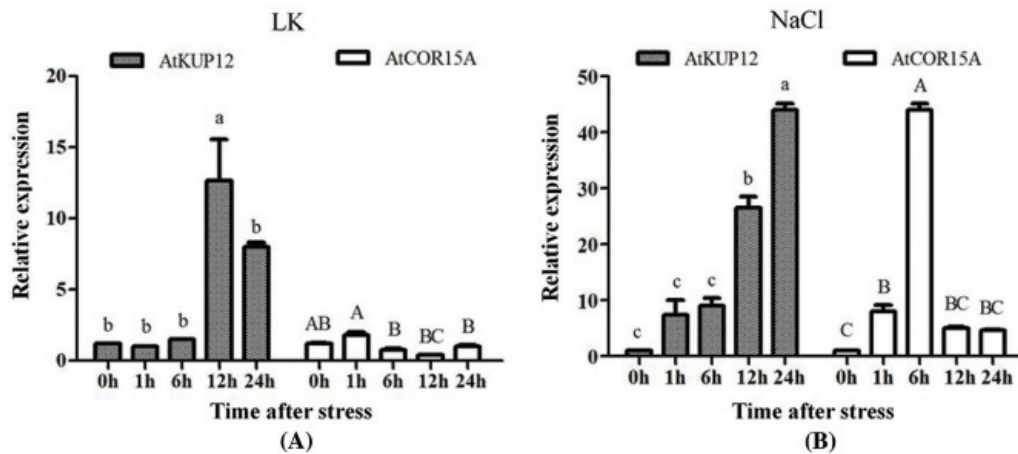 LK
AtKUP12 AtCOR15A
20
15
10
5
0
Relative expression
b b b a b
AB A B BC B
0h 1h 6h 12h 24h 0h 1h 6h 12h 24h
Time after stress
(A)
NaCl
AtKUP12 AtCOR15A
50
40
30
20
10
0
Relative expression
c c c b a
C B A BC BC
0h 1h 6h 12h 24h 0h 1h 6h 12h 24h
Time after stress
(B)